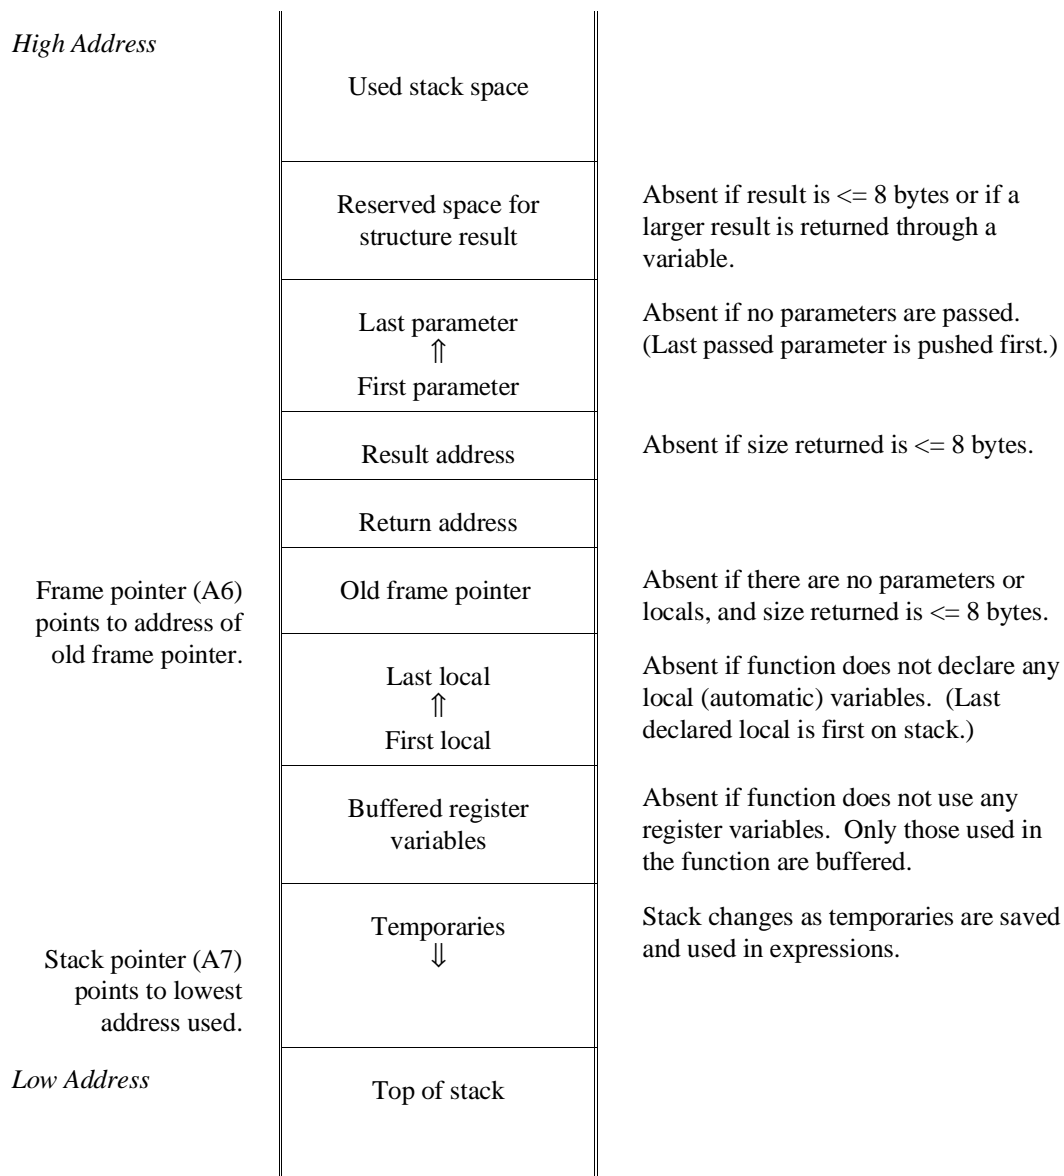 High Address
Used stack space
Reserved space for
structure result
Absent if result is <= 8 bytes or if a
larger result is returned through a
variable.
Last parameter
⇑
First parameter
Absent if no parameters are passed.
(Last passed parameter is pushed first.)
Result address
Absent if size returned is <= 8 bytes.
Return address
Frame pointer (A6)
points to address of
old frame pointer.
Old frame pointer
Absent if there are no parameters or
locals, and size returned is <= 8 bytes.
Last local
⇑
First local
Absent if function does not declare any
local (automatic) variables. (Last
declared local is first on stack.)
Buffered register
variables
Absent if function does not use any
register variables. Only those used in
the function are buffered.
Temporaries
⇓
Stack changes as temporaries are saved
and used in expressions.
Stack pointer (A7)
points to lowest
address used.
Low Address
Top of stack